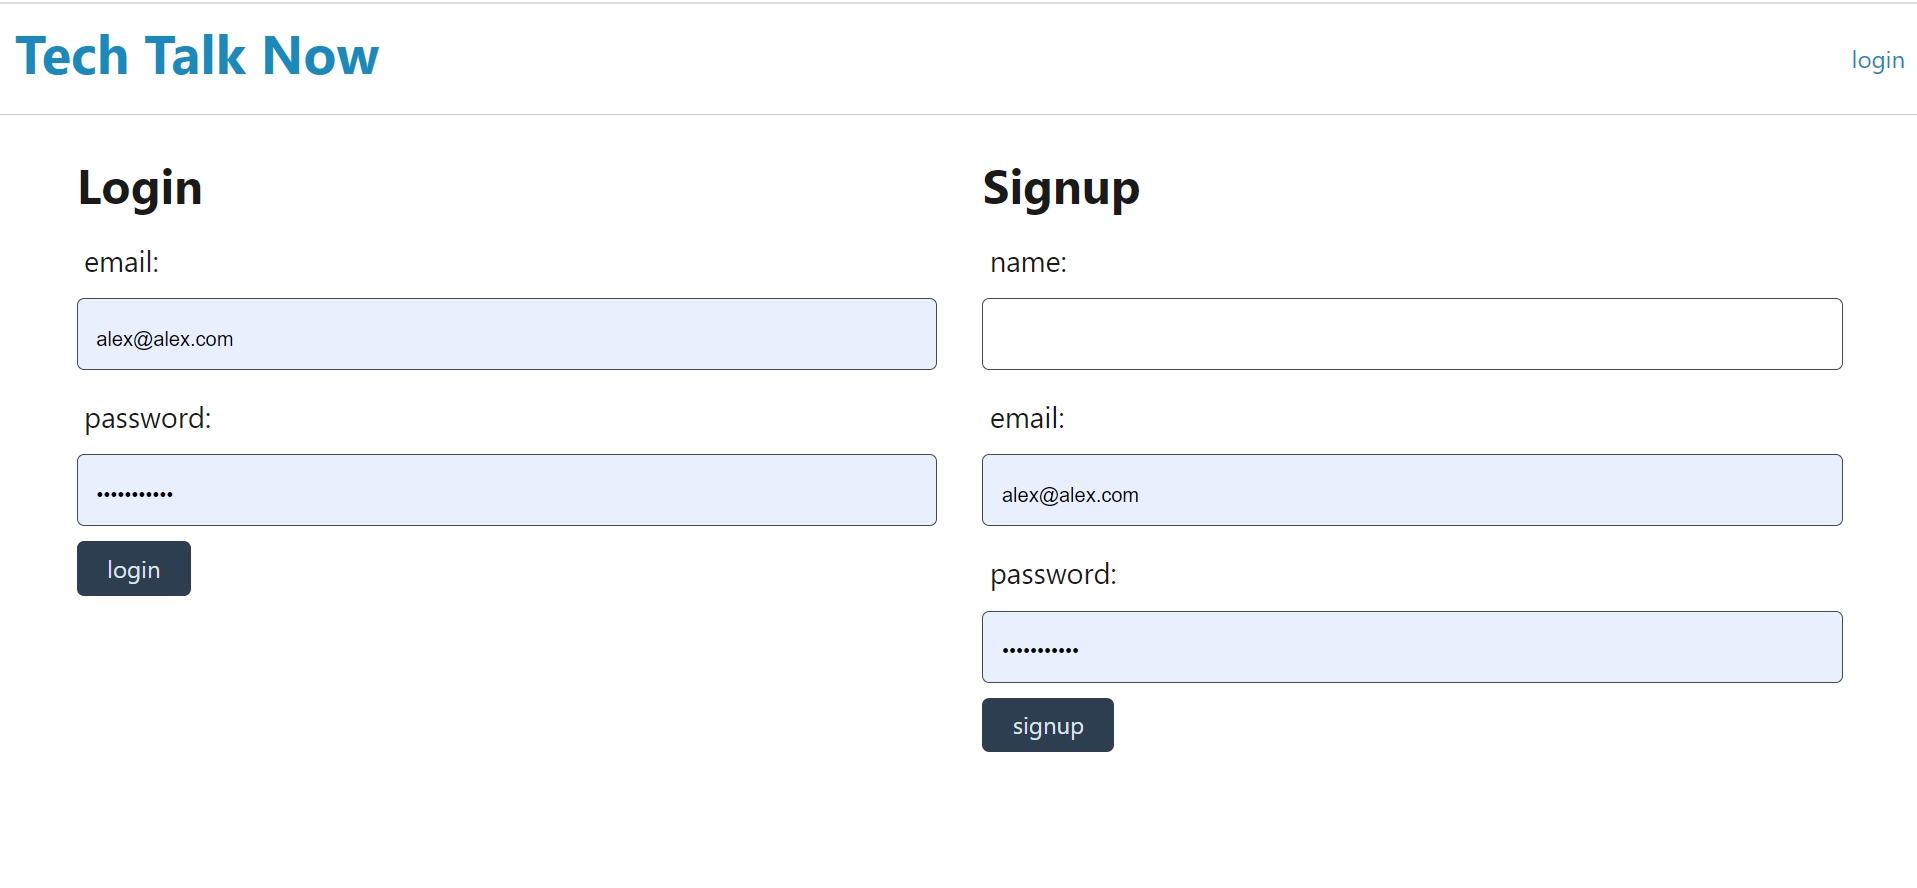 Tech Talk Now
login
Login
email:
alex@alex.com
password:
•••••••••••
login
Signup
name:
email:
alex@alex.com
password:
•••••••••••
signup